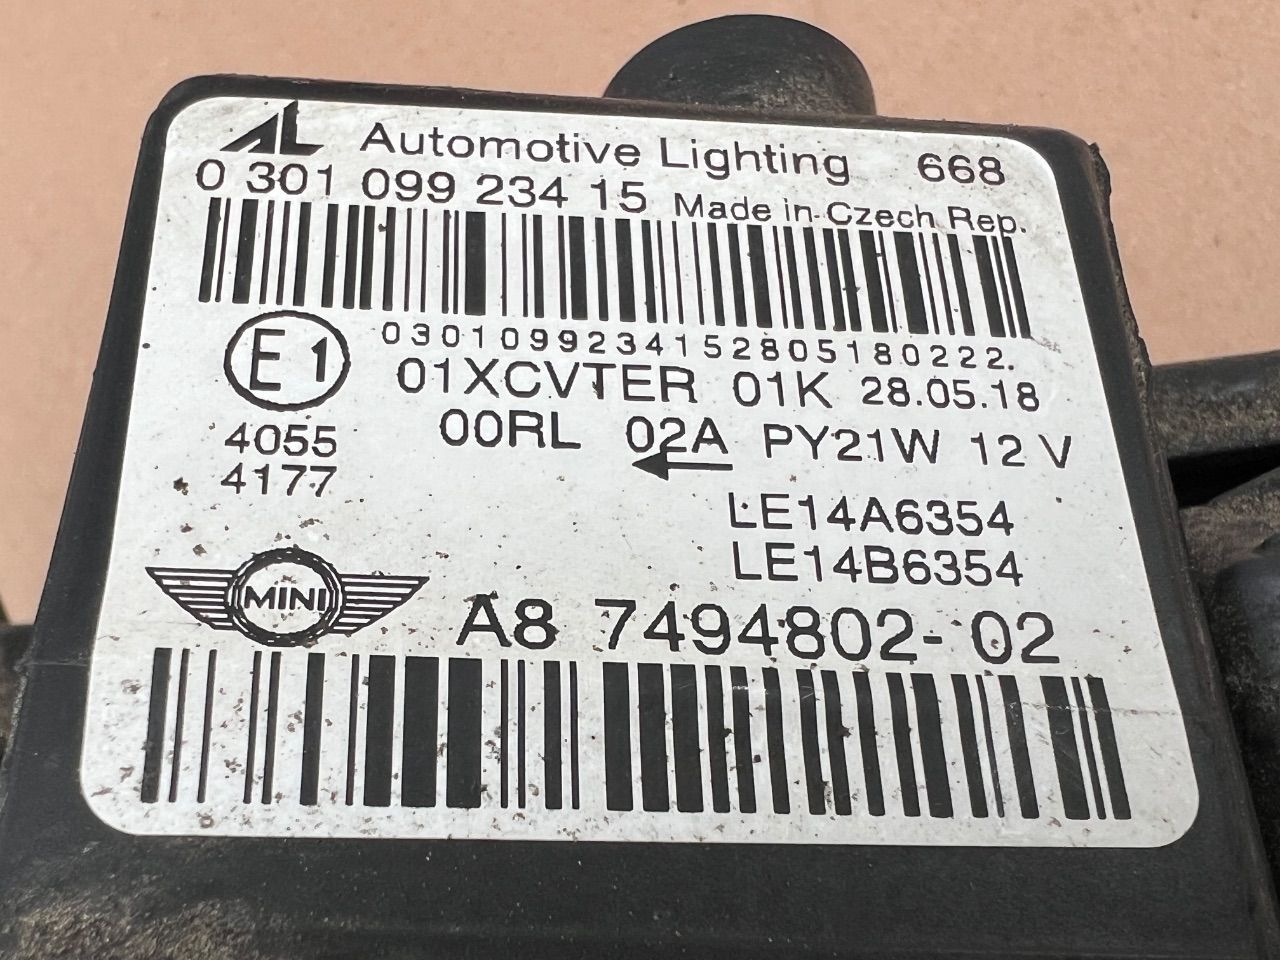 AL Automotive Lighting 668
0 301 099 234 15 Made in Czech Rep.
0301099234152805180222.
E1 01XCVTER 01K 28.05.18
4055 00RL 02A PY21W 12 V
4177
LE14A6354
LE14B6354
MINI A8 7494802-02